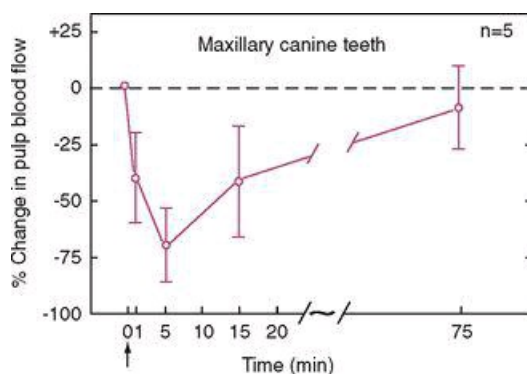 Maxillary canine teeth
n=5
% Change in pulp blood flow
+25
0
-25
-50
-75
-100
0 1 5 10 15 20 75
Time (min)